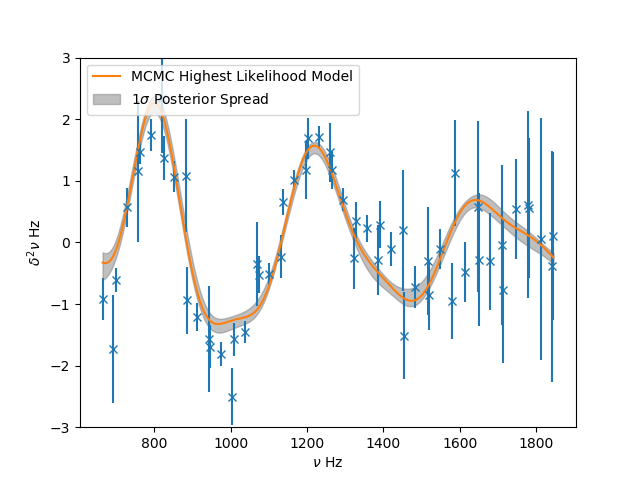 MCMC Highest Likelihood Model
1σ Posterior Spread
3
2
1
0
−1
−2
−3
δ²ν Hz
800 1000 1200 1400 1600 1800
ν Hz